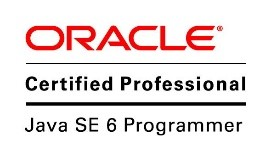 ORACLE®
Certified Professional
Java SE 6 Programmer